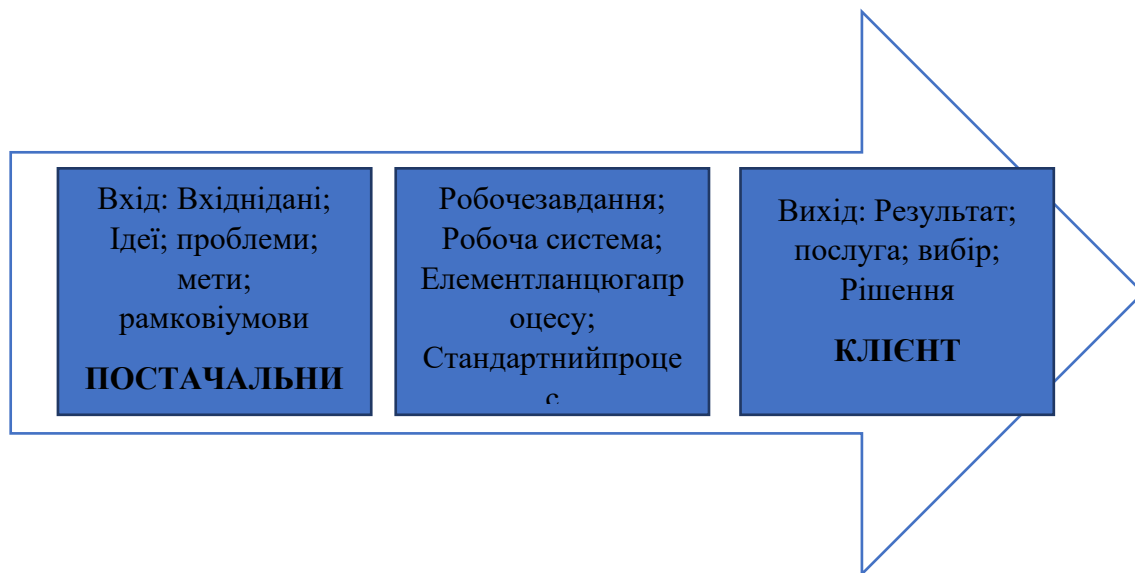 Вхід: Вхіднідані;
Ідеї; проблеми;
мети;
рамковіумови
ПОСТАЧАЛЬНИ
Робочезавдання;
Робоча система;
Елементланцюгапр
оцесу;
Стандартнийпроце
с
Вихід: Результат;
послуга; вибір;
Рішення
КЛІЄНТ